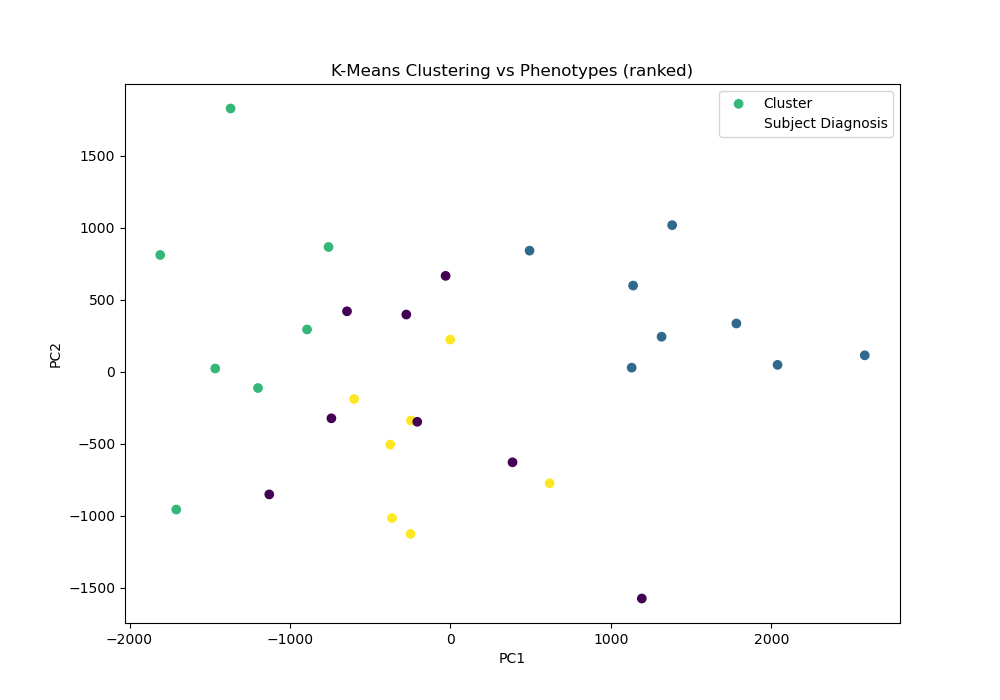 K-Means Clustering vs Phenotypes (ranked)
Cluster
Subject Diagnosis
1500
1000
500
0
−500
−1000
−1500
PC2
−2000
−1000
0
1000
2000
PC1